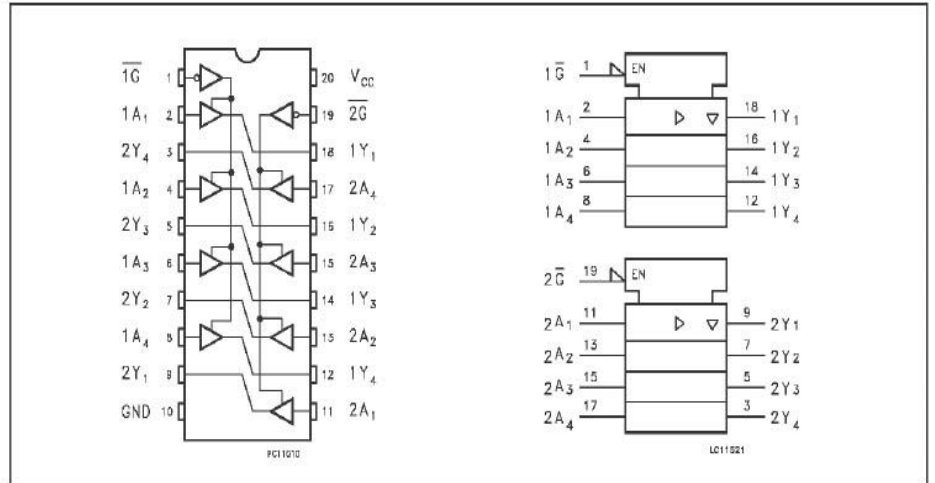 1G 1 20 VCC
1A1 2 19 2G
2Y4 3 18 1Y1
1A2 4 17 2A4
2Y3 5 16 1Y2
1A3 6 15 2A3
2Y2 7 14 1Y3
1A4 8 13 2A2
2Y1 9 12 1Y4
GND 10 11 2A1
1G 1 EN
1A1 2 18 1Y1
1A2 4 16 1Y2
1A3 6 14 1Y3
1A4 8 12 1Y4
2G 19 EN
2A1 11 9 2Y1
2A2 13 7 2Y2
2A3 15 5 2Y3
2A4 17 3 2Y4
LC11521